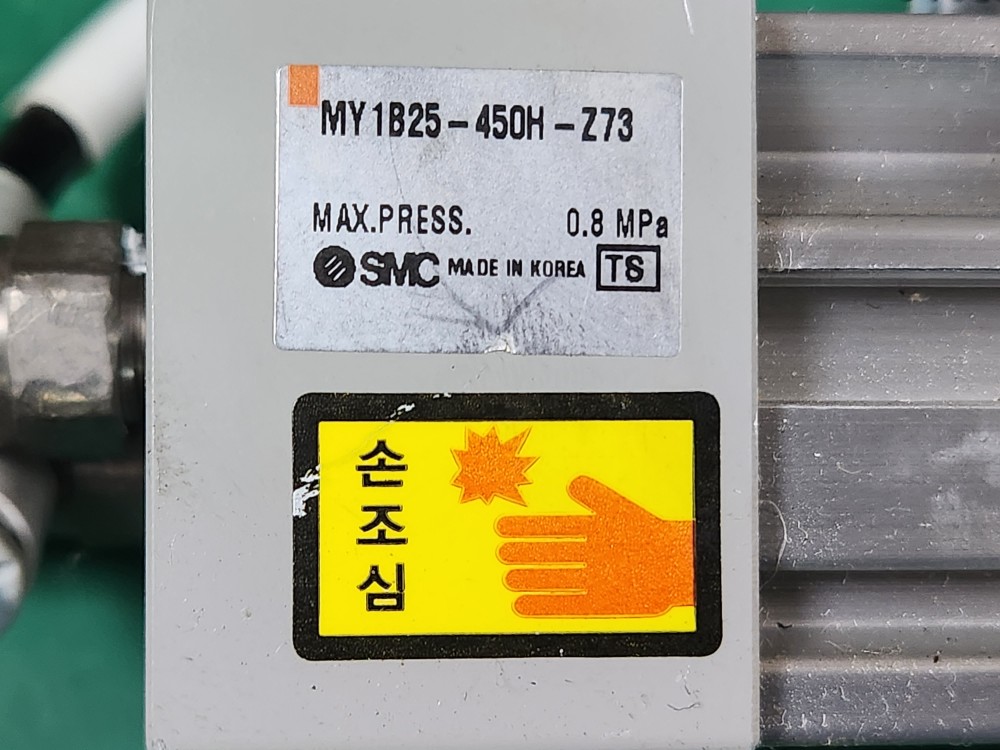 MY1B25-450H-Z73
MAX.PRESS. 0.8 MPa
SMC MADE IN KOREA TS
손
조
심